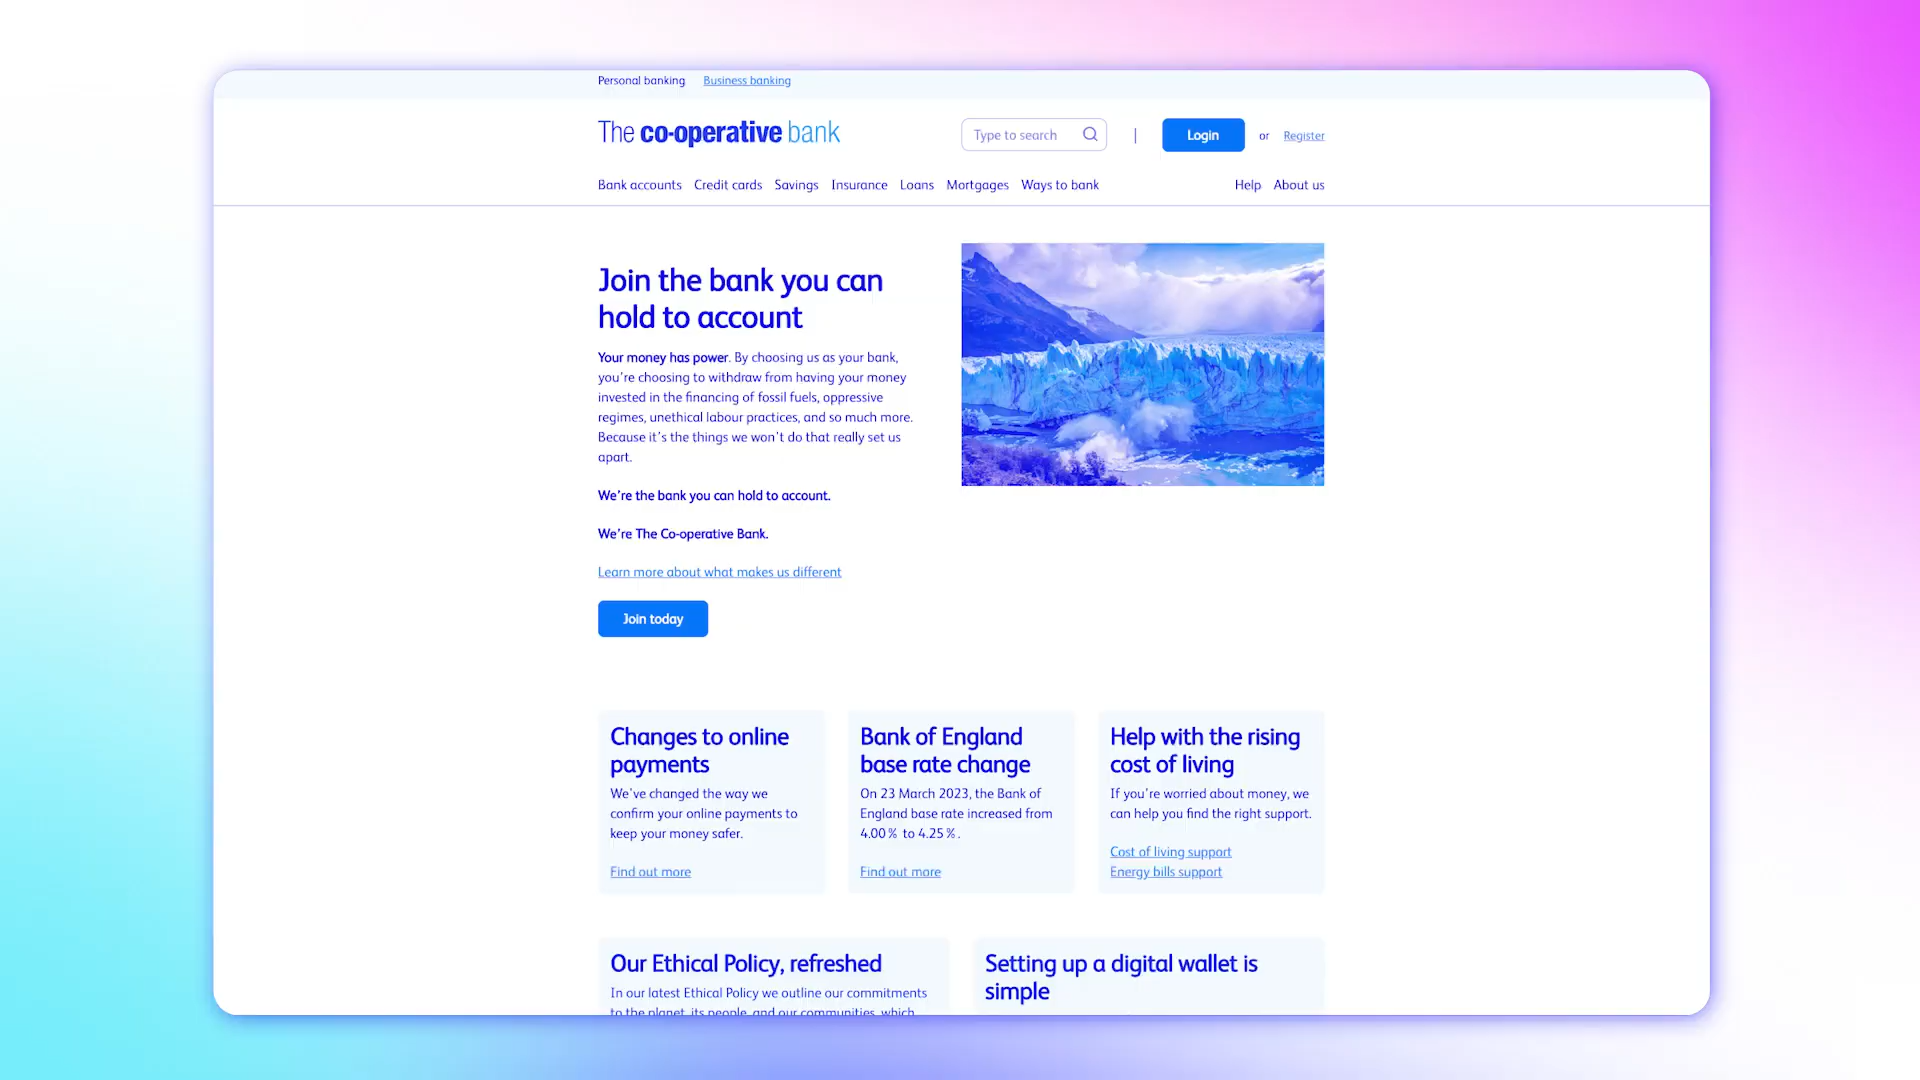 Personal banking Business banking
The co-operative bank
Type to search | Login or Register
Bank accounts Credit cards Savings Insurance Loans Mortgages Ways to bank Help About us
Join the bank you can
hold to account
Your money has power. By choosing us as your bank,
you're choosing to withdraw from having your money
invested in the financing of fossil fuels, oppressive
regimes, unethical labour practices, and so much more.
Because it's the things we won't do that really set us
apart.
We're the bank you can hold to account.
We're The Co-operative Bank.
Learn more about what makes us different
Join today
Changes to online
payments
We've changed the way we
confirm your online payments to
keep your money safer.
Find out more
Bank of England
base rate change
On 23 March 2023, the Bank of
England base rate increased from
4.00% to 4.25%.
Find out more
Help with the rising
cost of living
If you're worried about money, we
can help you find the right support.
Cost of living support
Energy bills support
Our Ethical Policy, refreshed
In our latest Ethical Policy we outline our commitments
to the planet, its people, and our communities, which
Setting up a digital wallet is
simple